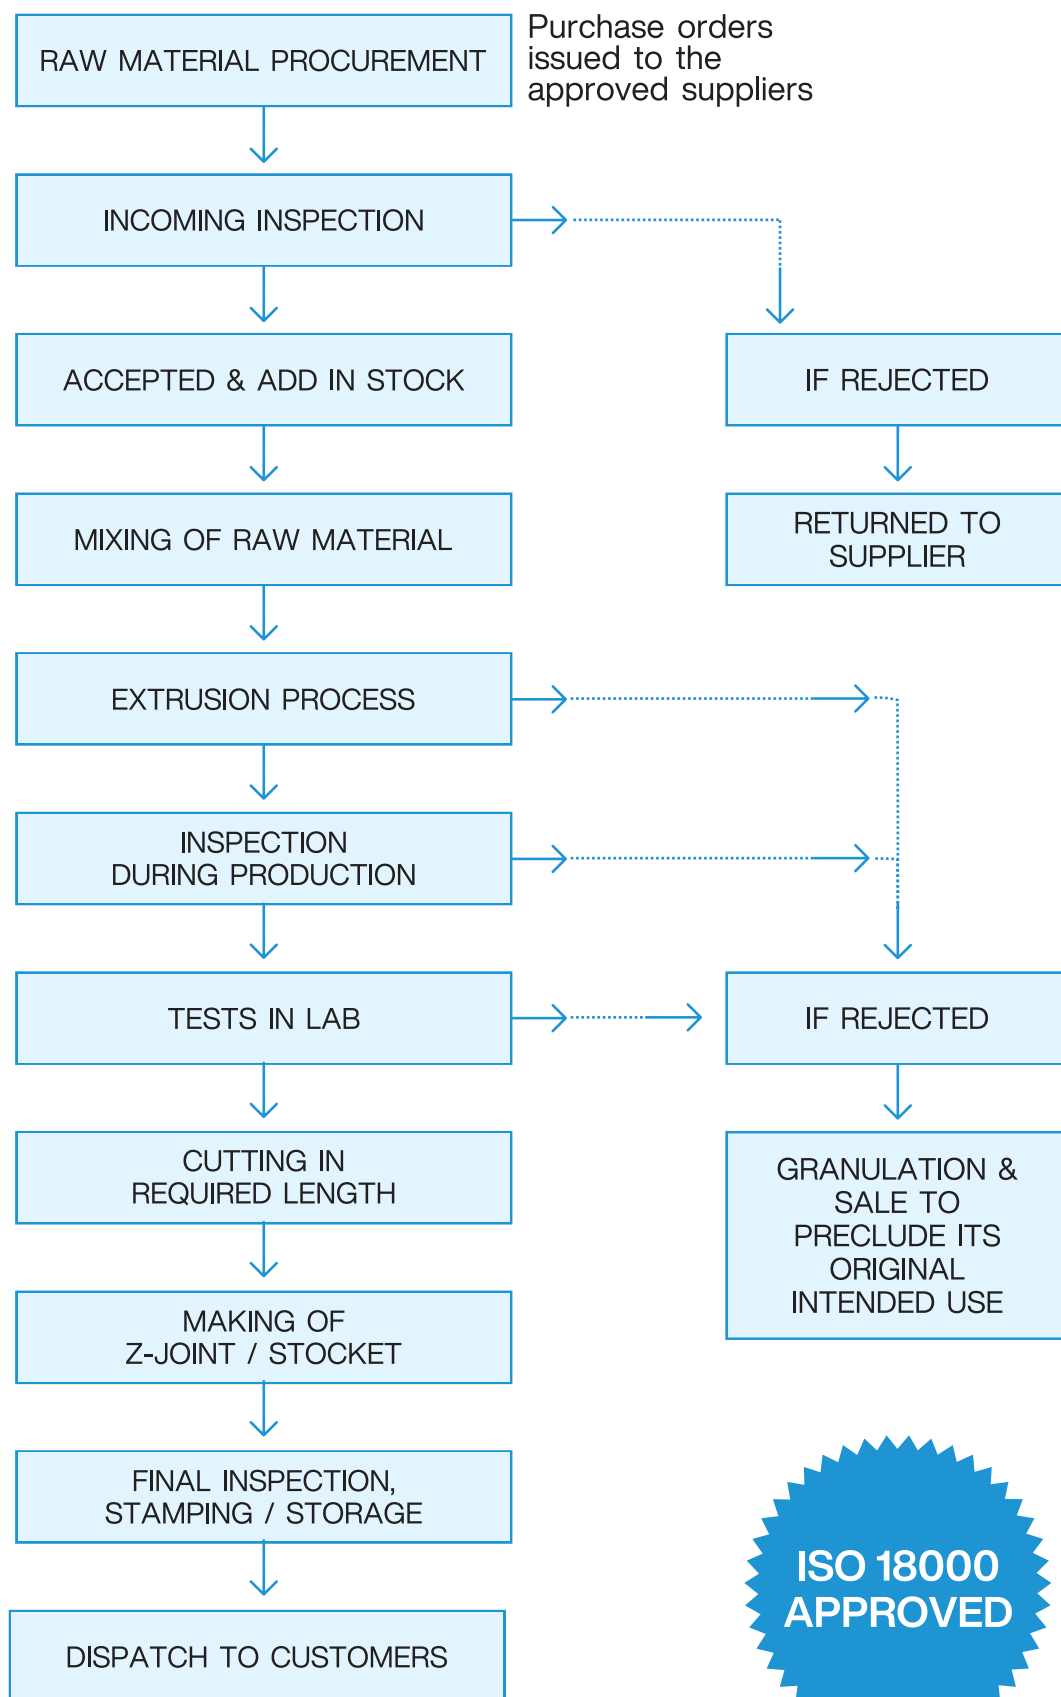 RAW MATERIAL PROCUREMENT
Purchase orders
issued to the
approved suppliers
INCOMING INSPECTION
ACCEPTED & ADD IN STOCK
IF REJECTED
MIXING OF RAW MATERIAL
RETURNED TO
SUPPLIER
EXTRUSION PROCESS
INSPECTION
DURING PRODUCTION
TESTS IN LAB
IF REJECTED
CUTTING IN
REQUIRED LENGTH
GRANULATION &
SALE TO
PRECLUDE ITS
ORIGINAL
INTENDED USE
MAKING OF
Z-JOINT / STOCKET
FINAL INSPECTION,
STAMPING / STORAGE
ISO 18000
APPROVED
DISPATCH TO CUSTOMERS